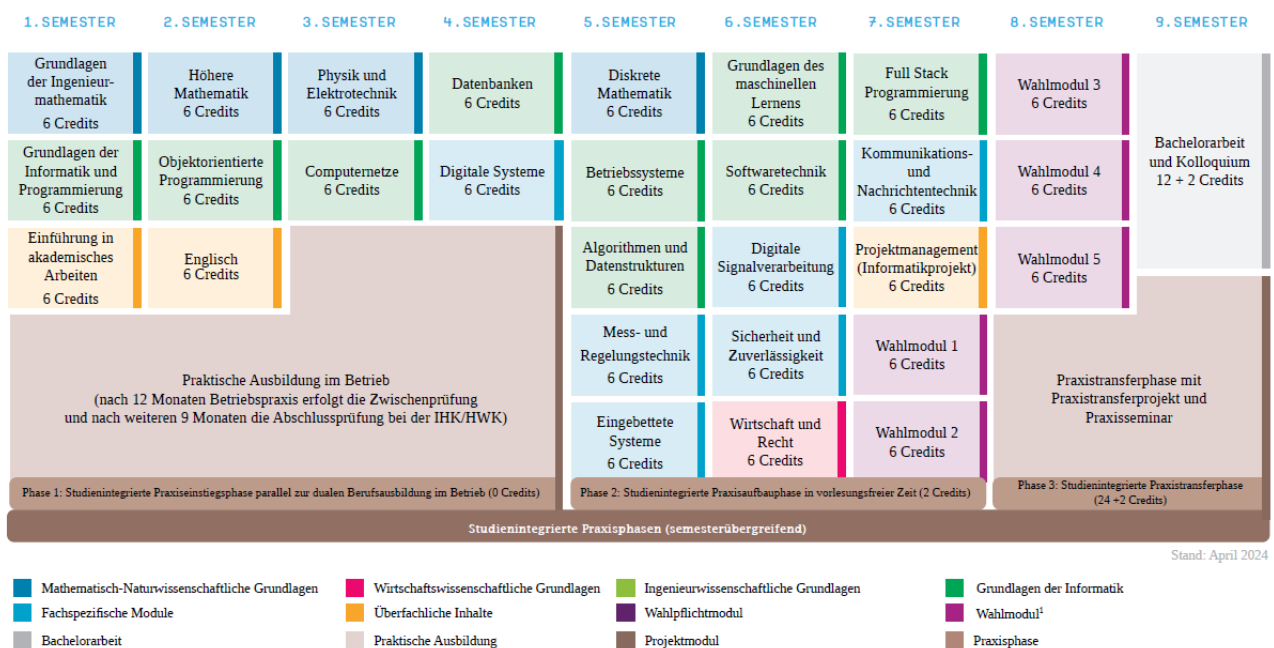 1.SEMESTER
2.SEMESTER
3.SEMESTER
4.SEMESTER
5.SEMESTER
6.SEMESTER
7.SEMESTER
8.SEMESTER
9.SEMESTER
Grundlagen
der Ingenieur-
mathematik
6 Credits
Höhere
Mathematik
6 Credits
Physik und
Elektrotechnik
6 Credits
Datenbanken
6 Credits
Diskrete
Mathematik
6 Credits
Grundlagen des
maschinellen
Lernens
6 Credits
Full Stack
Programmierung
6 Credits
Wahlmodul 3
6 Credits
Bachelorarbeit
und Kolloquium
12 + 2 Credits
Grundlagen der
Informatik und
Programmierung
6 Credits
Objektorientierte
Programmierung
6 Credits
Computernetze
6 Credits
Digitale Systeme
6 Credits
Betriebssysteme
6 Credits
Softwaretechnik
6 Credits
Kommunikations-
und
Nachrichtentechnik
6 Credits
Wahlmodul 4
6 Credits
Einführung in
akademisches
Arbeiten
6 Credits
Englisch
6 Credits
Algorithmen und
Datenstrukturen
6 Credits
Digitale
Signalverarbeitung
6 Credits
Projektmanagement
(Informatikprojekt)
6 Credits
Wahlmodul 5
6 Credits
Praktische Ausbildung im Betrieb
(nach 12 Monaten Betriebspraxis erfolgt die Zwischenprüfung
und nach weiteren 9 Monaten die Abschlussprüfung bei der IHK/HWK)
Mess- und
Regelungstechnik
6 Credits
Sicherheit und
Zuverlässigkeit
6 Credits
Wahlmodul 1
6 Credits
Praxistransferphase mit
Praxistransferprojekt und
Praxisseminar
Eingebettete
Systeme
6 Credits
Wirtschaft und
Recht
6 Credits
Wahlmodul 2
6 Credits
Phase 1: Studienintegrierte Praxiseinstiegsphase parallel zur dualen Berufsausbildung im Betrieb (0 Credits)
Phase 2: Studienintegrierte Praxisaufbauphase in vorlesungsfreier Zeit (2 Credits)
Phase 3: Studienintegrierte Praxistransferphase
(24 +2 Credits)
Studienintegrierte Praxisphasen (semesterübergreifend)
Stand: April 2024
Mathematisch-Naturwissenschaftliche Grundlagen
Wirtschaftswissenschaftliche Grundlagen
Ingenieurwissenschaftliche Grundlagen
Grundlagen der Informatik
Fachspezifische Module
Überfachliche Inhalte
Wahlpflichtmodul
Wahlmodul¹
Bachelorarbeit
Praktische Ausbildung
Projektmodul
Praxisphase